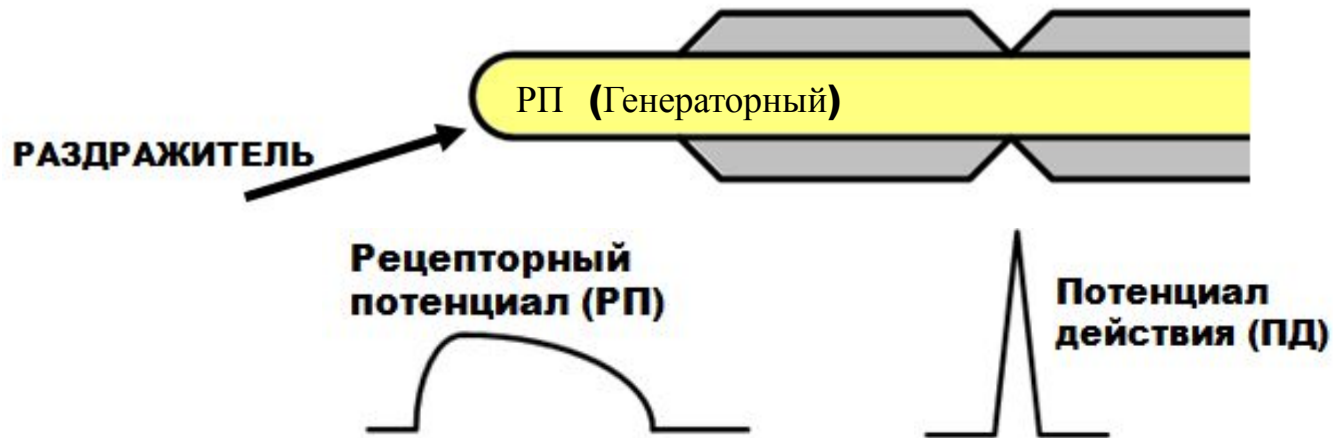 РП (Генераторный)
РАЗДРАЖИТЕЛЬ
Рецепторный
потенциал (РП)
Потенциал
действия (ПД)